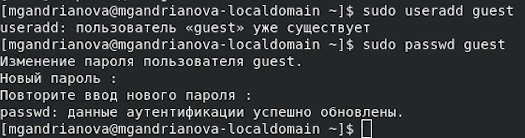 [mgandrianova@mgandrianova-localdomain ~]$ sudo useradd guest
useradd: пользователь «guest» уже существует
[mgandrianova@mgandrianova-localdomain ~]$ sudo passwd guest
Изменение пароля пользователя guest.
Новый пароль :
Повторите ввод нового пароля :
passwd: данные аутентификации успешно обновлены.
[mgandrianova@mgandrianova-localdomain ~]$